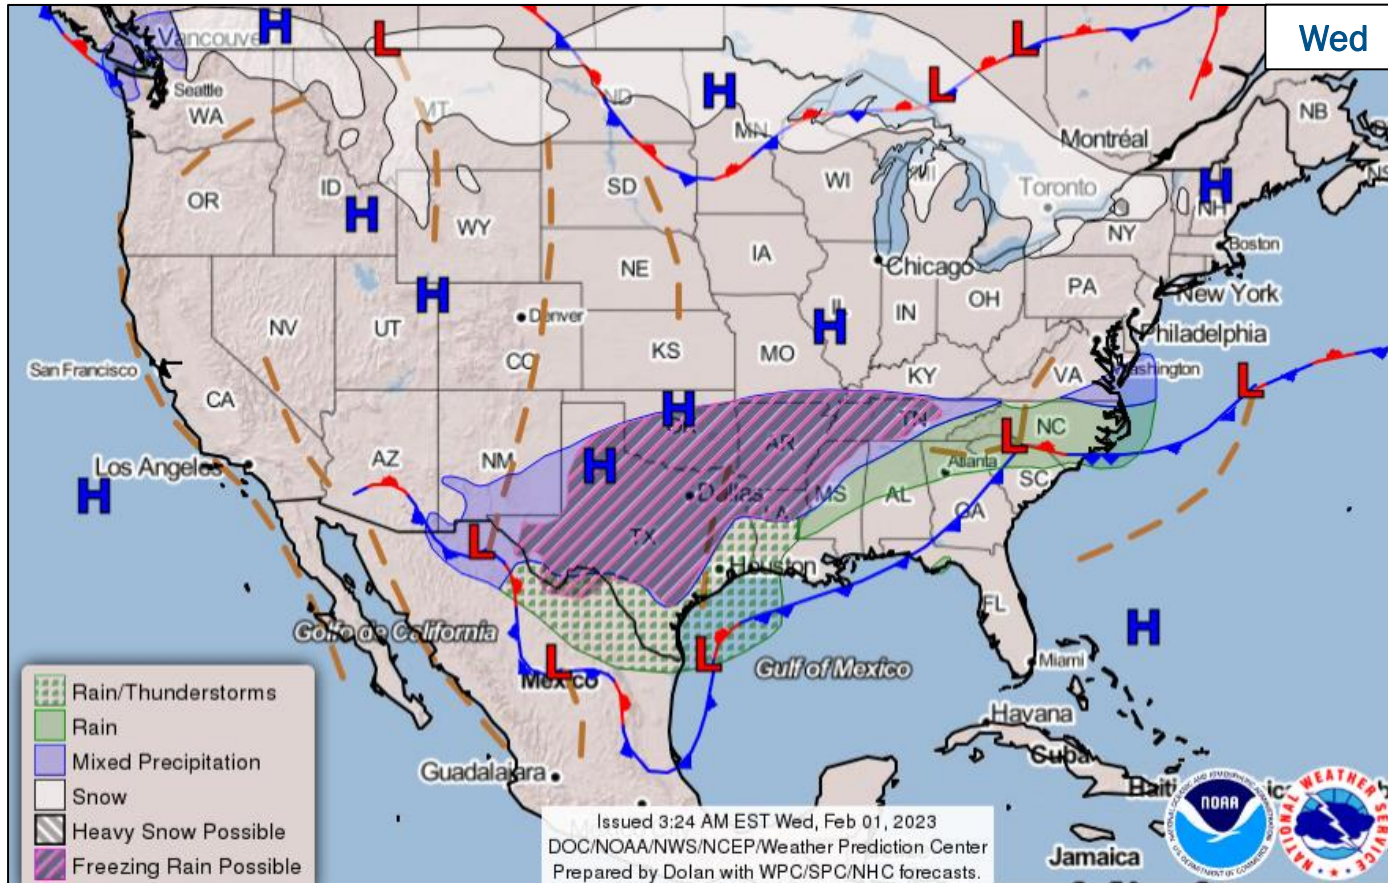 Wed
Vancouver
Seattle
WA
MT
ND
MN
Montréal
NB
NS
OR
ID
WY
SD
WI
MI
Toronto
NY
NH
Boston
NV
UT
Denver
CO
NE
IA
Chicago
IL
IN
OH
PA
New York
Philadelphia
San Francisco
CA
KS
MO
KY
VA
Washington
Los Angeles
AZ
NM
OK
AR
TN
NC
Atlanta
SC
Dallas
LA
MS
AL
GA
TX
Houston
FL
Golfo de California
Gulf of Mexico
Miami
México
Havana
Cuba
Guadalajara
Jamaica
H
H
H
H
H
H
H
H
H
H
L
L
L
L
L
L
L
L
Rain/Thunderstorms
Rain
Mixed Precipitation
Snow
Heavy Snow Possible
Freezing Rain Possible
Issued 3:24 AM EST Wed, Feb 01, 2023
DOC/NOAA/NWS/NCEP/Weather Prediction Center
Prepared by Dolan with WPC/SPC/NHC forecasts.
NOAA
NATIONAL WEATHER SERVICE